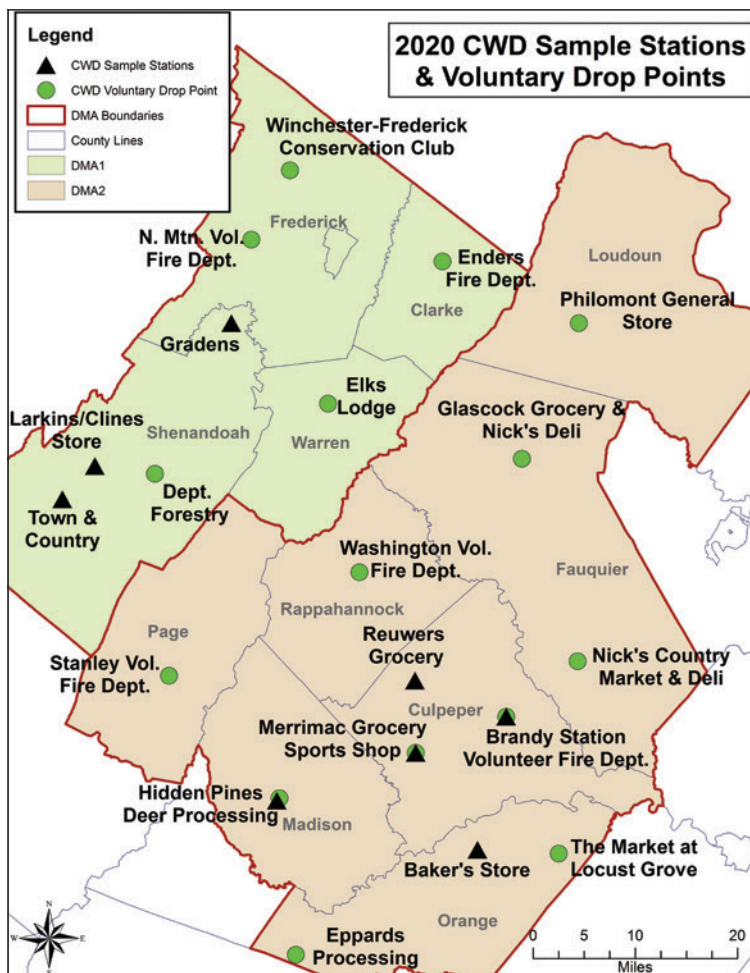 Legend
CWD Sample Stations
CWD Voluntary Drop Point
DMA Boundaries
County Lines
DMA1
DMA2
2020 CWD Sample Stations
& Voluntary Drop Points
Winchester-Frederick
Conservation Club
Frederick
N. Mtn. Vol.
Fire Dept.
Enders
Fire Dept.
Clarke
Loudoun
Philomont General
Store
Gradens
Elks
Lodge
Warren
Glascock Grocery &
Nick's Deli
Larkins/Clines
Store
Shenandoah
Dept.
Forestry
Town &
Country
Washington Vol.
Fire Dept.
Rappahannock
Fauquier
Page
Reuwers
Grocery
Stanley Vol.
Fire Dept.
Nick's Country
Market & Deli
Culpeper
Merrimac Grocery
Sports Shop
Brandy Station
Volunteer Fire Dept.
Hidden Pines
Deer Processing
Madison
Baker's Store
The Market at
Locust Grove
Orange
Eppards
Processing
N
W
E
S
0 5 10 15 20
Miles